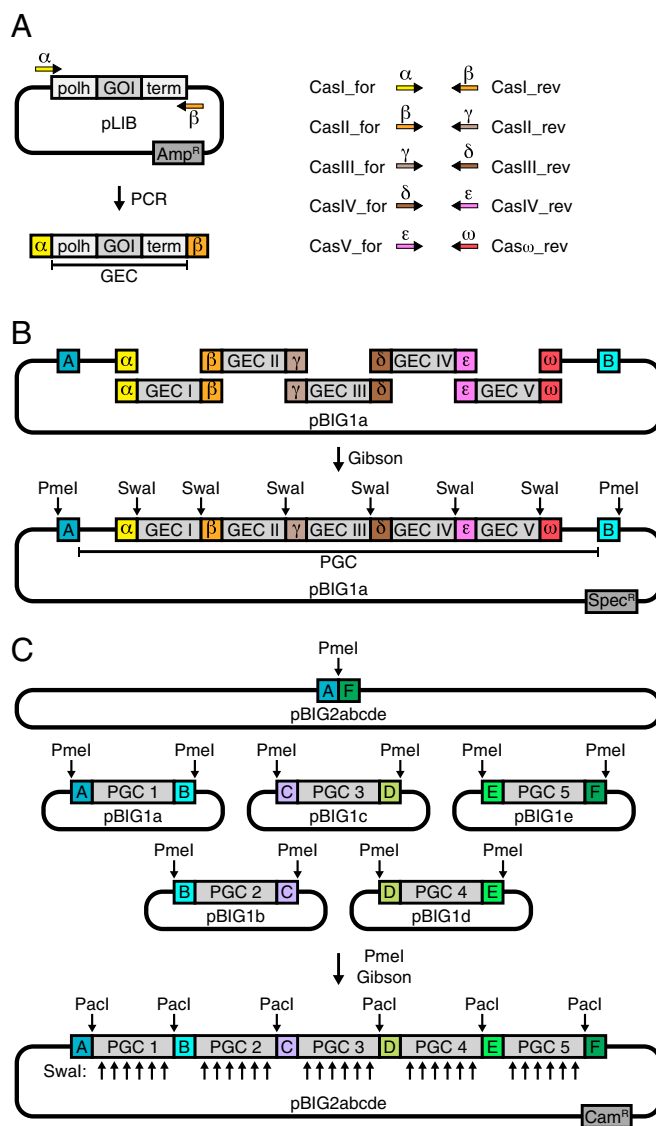 A
α
polh GOI term
β
pLIB
Amp^R
PCR
α polh GOI term β
GEC
CasI_for α β CasI_rev
CasII_for β γ CasII_rev
CasIII_for γ δ CasIII_rev
CasIV_for δ ε CasIV_rev
CasV_for ε ω Casω_rev
B
A α β GEC II γ δ GEC IV ε ω B
α GEC I β γ GEC III δ ε GEC V ω
pBIG1a
Gibson
PmeI SwaI SwaI SwaI SwaI SwaI SwaI PmeI
A α GEC I β GEC II γ GEC III δ GEC IV ε GEC V ω B
PGC
pBIG1a
Spec^R
C
PmeI
A F
pBIG2abcde
PmeI PmeI PmeI PmeI PmeI PmeI
A PGC 1 B C PGC 3 D E PGC 5 F
pBIG1a pBIG1c pBIG1e
PmeI PmeI PmeI PmeI
B PGC 2 C D PGC 4 E
pBIG1b pBIG1d
PmeI
Gibson
PacI PacI PacI PacI PacI PacI
A PGC 1 B PGC 2 C PGC 3 D PGC 4 E PGC 5 F
SwaI:
pBIG2abcde
Cam^R